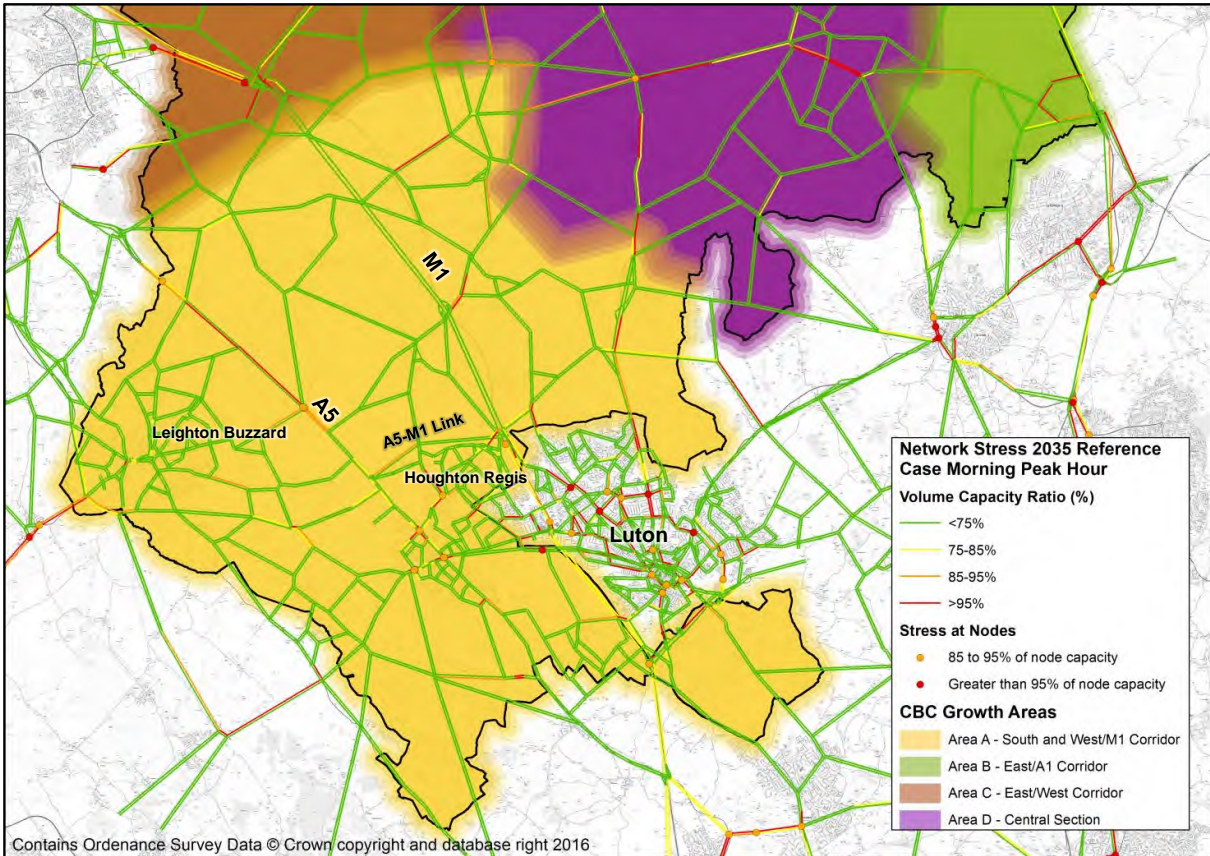 M1
A5
Leighton Buzzard
A5-M1 Link
Houghton Regis
Luton
Network Stress 2035 Reference
Case Morning Peak Hour
Volume Capacity Ratio (%)
<75%
75-85%
85-95%
>95%
Stress at Nodes
85 to 95% of node capacity
Greater than 95% of node capacity
CBC Growth Areas
Area A - South and West/M1 Corridor
Area B - East/A1 Corridor
Area C - East/West Corridor
Area D - Central Section
Contains Ordenance Survey Data © Crown copyright and database right 2016